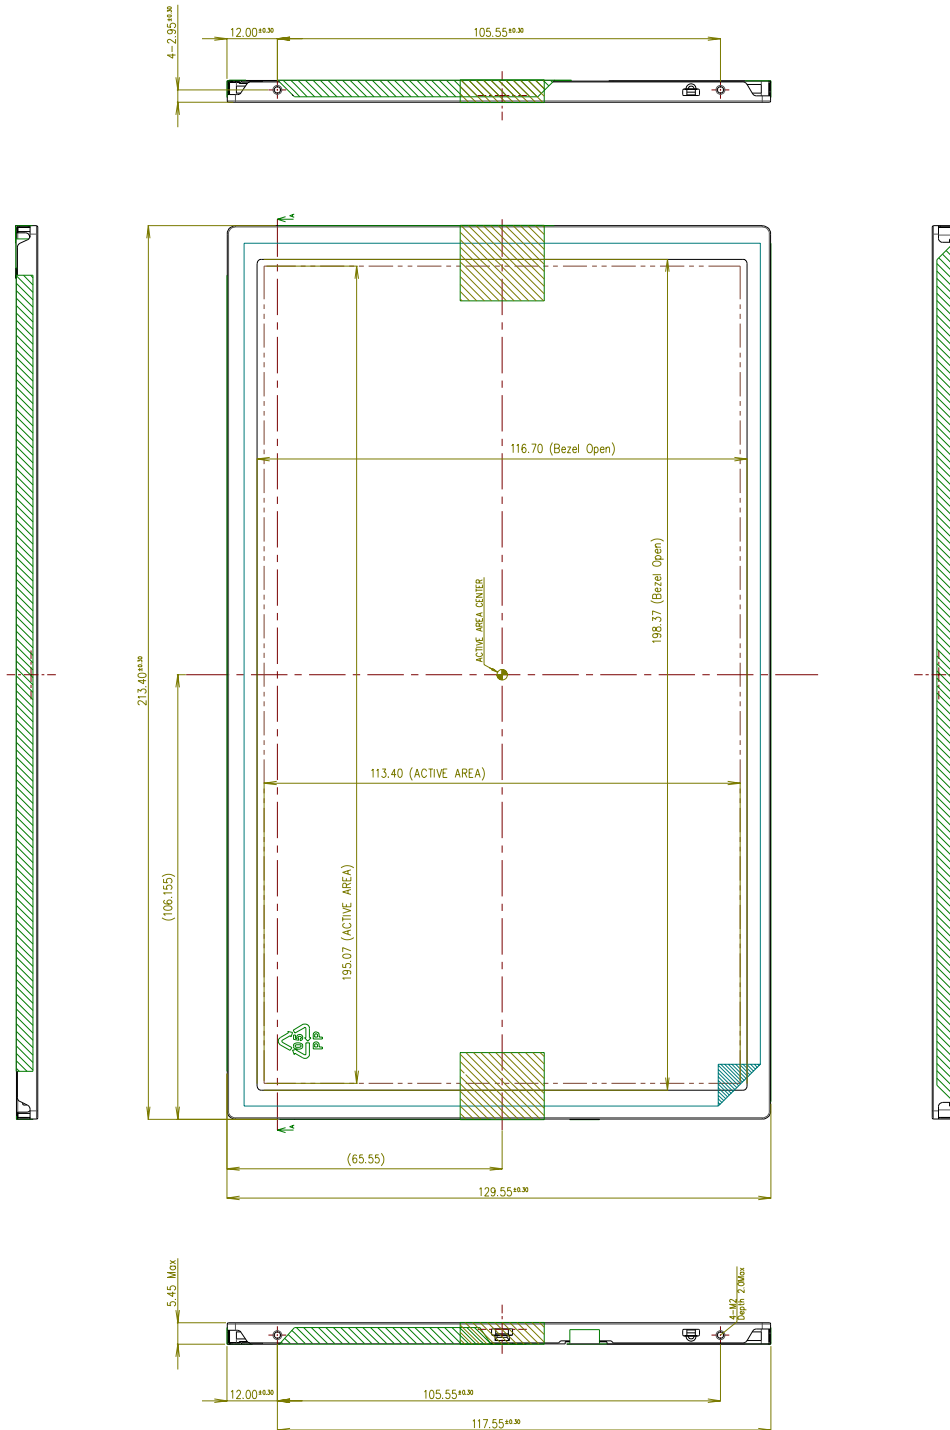 4-2.95±0.30
12.00±0.30
105.55±0.30
A
116.70 (Bezel Open)
198.37 (Bezel Open)
ACTIVE AREA CENTER
213.40±0.30
113.40 (ACTIVE AREA)
195.07 (ACTIVE AREA)
(106.155)
05
PP
A
(65.55)
129.55±0.30
5.45 Max
4-M2
Depth 2.0Max
12.00±0.30
105.55±0.30
117.55±0.30